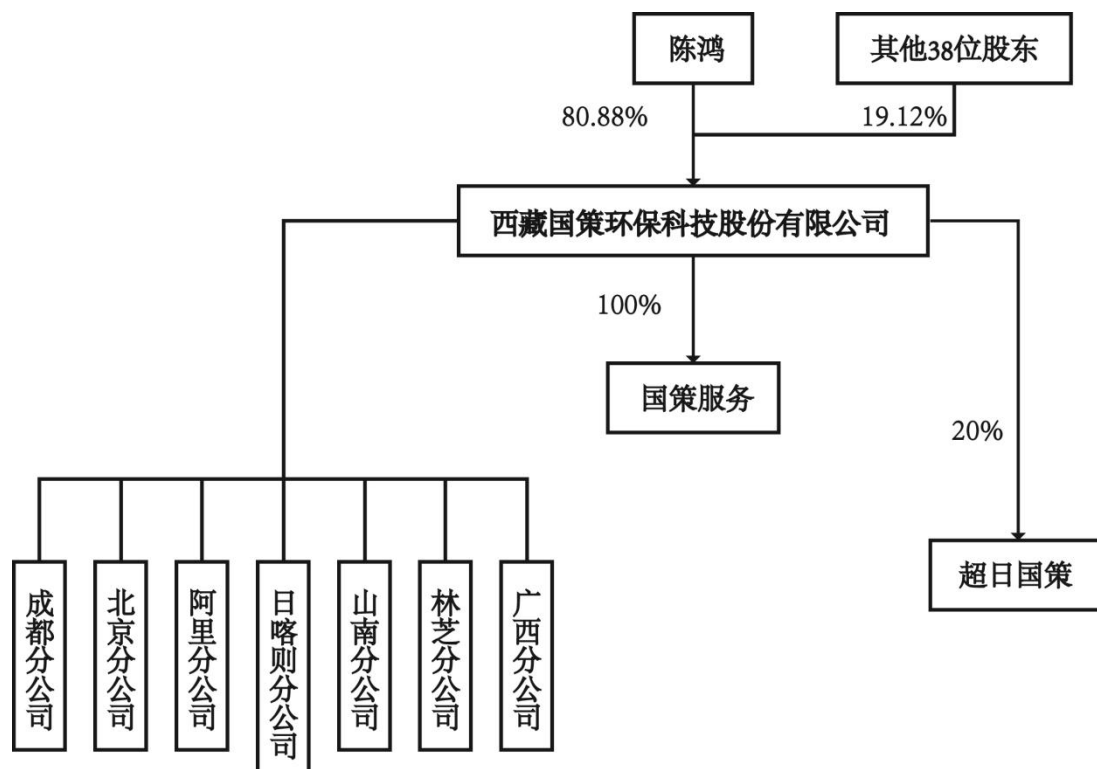 陈鸿
其他38位股东
80.88%
19.12%
西藏国策环保科技股份有限公司
100%
国策服务
20%
超日国策
成都分公司
北京分公司
阿里分公司
日喀则分公司
山南分公司
林芝分公司
广西分公司